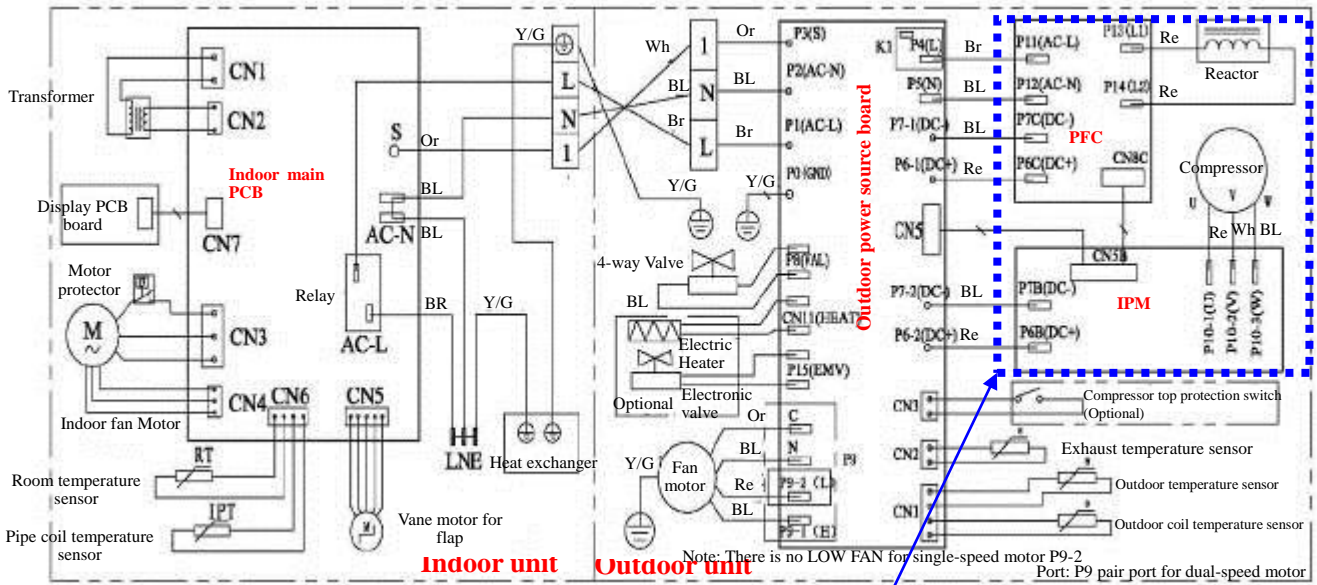 Transformer
CN1
CN2
Indoor main
PCB
Display PCB
board
CN7
Motor
protector
M
~
CN3
CN4
Indoor fan Motor
CN6
CN5
RT
Room temperature
sensor
IPT
Pipe coil temperature
sensor
Vane motor for
flap
S
Or
BL
AC-N
BL
Relay
AC-L
BR
Y/G
LNE
Heat exchanger
Indoor unit
Y/G
L
N
1
Wh
BL
Br
1
N
L
Or
BL
Br
Y/G
Y/G
P3(S)
P2(AC-N)
P1(AC-L)
P0(GND)
Outdoor power source board
K1
P4(L)
P5(N)
P7-1(DC-)
P6-1(DC+)
CN5
P7-2(DC-)
P6-2(DC+)
4-way Valve
BL
P8(VAL)
CN11(HEAT)
Electric
Heater
P15(EMV)
Optional
Electronic
valve
Or
C
BL
N
P9
Y/G
Fan
motor
Re
P9-2 (L)
BL
P9-1 (H)
CN3
CN2
CN1
Br
BL
BL
Re
P11(AC-L)
P12(AC-N)
P7C(DC-)
P6C(DC+)
PFC
P13(L1)
P14(L2)
CN8C
Re
Re
Reactor
Compressor
U
V
W
Re
Wh
BL
CN5B
IPM
BL
P7B(DC-)
Re
P6B(DC+)
P10-1(U)
P10-2(V)
P10-3(W)
Compressor top protection switch
(Optional)
Exhaust temperature sensor
Outdoor temperature sensor
Outdoor coil temperature sensor
Outdoor unit
Note: There is no LOW FAN for single-speed motor P9-2
Port: P9 pair port for dual-speed motor